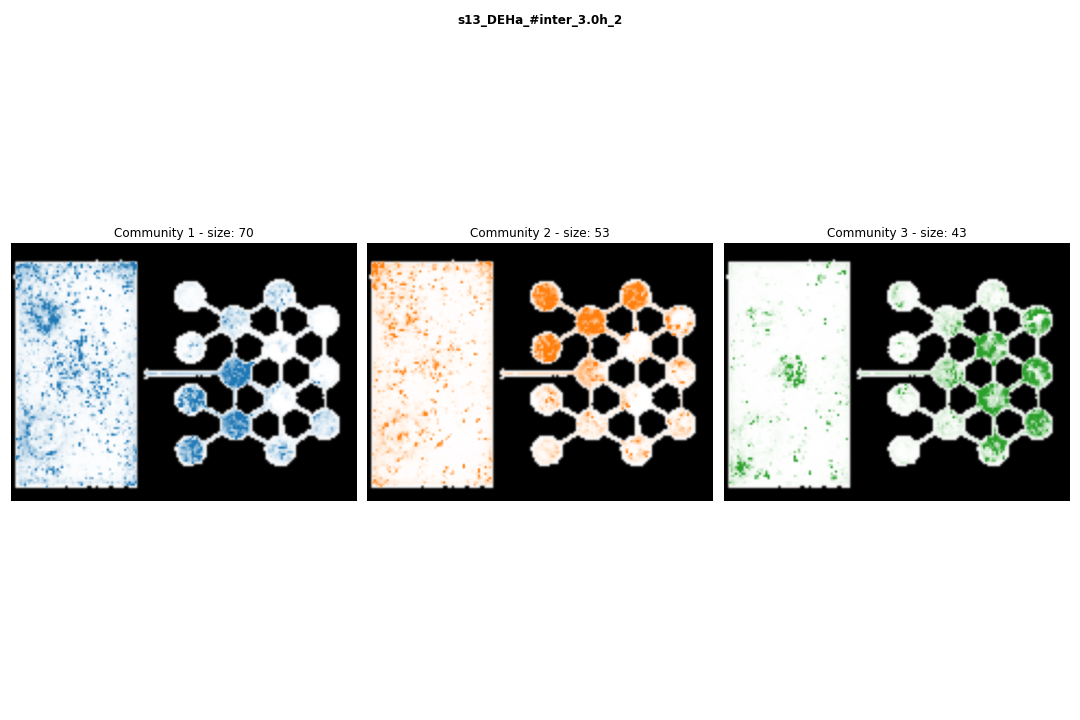 s13_DEHa_#inter_3.0h_2
Community 1 - size: 70
Community 2 - size: 53
Community 3 - size: 43